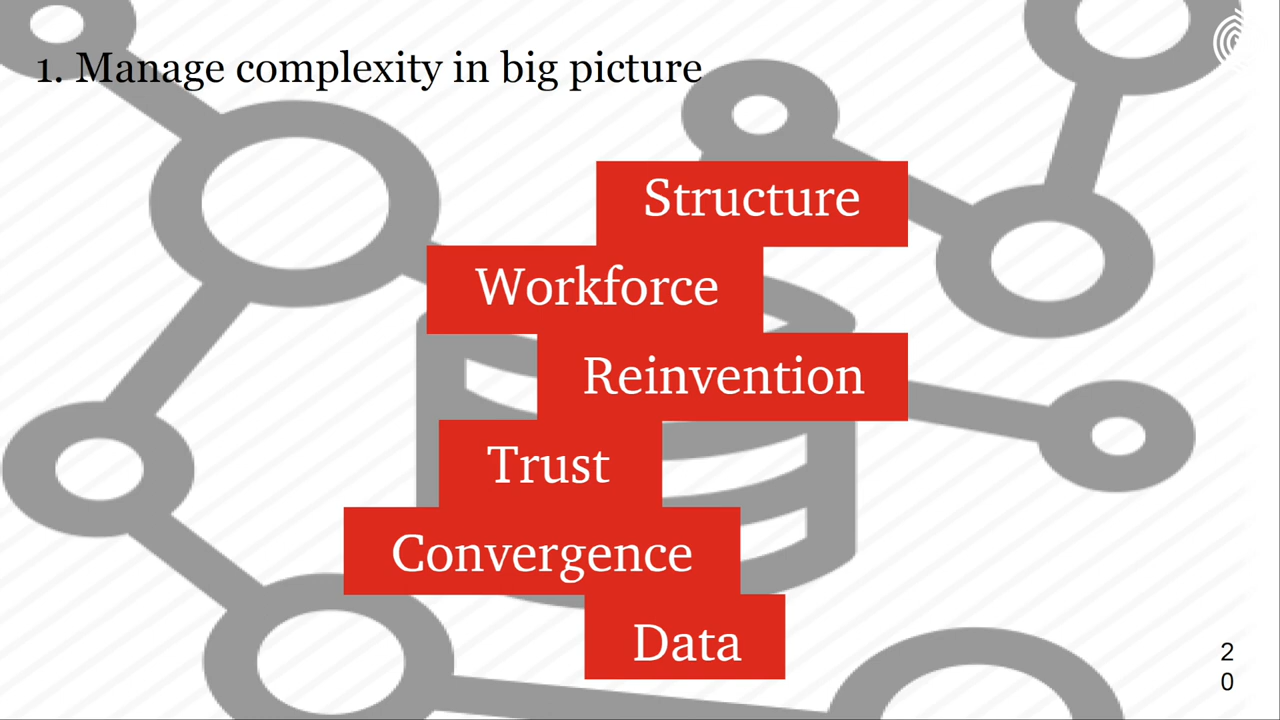 1. Manage complexity in big picture
Structure
Workforce
Reinvention
Trust
Convergence
Data
2
0